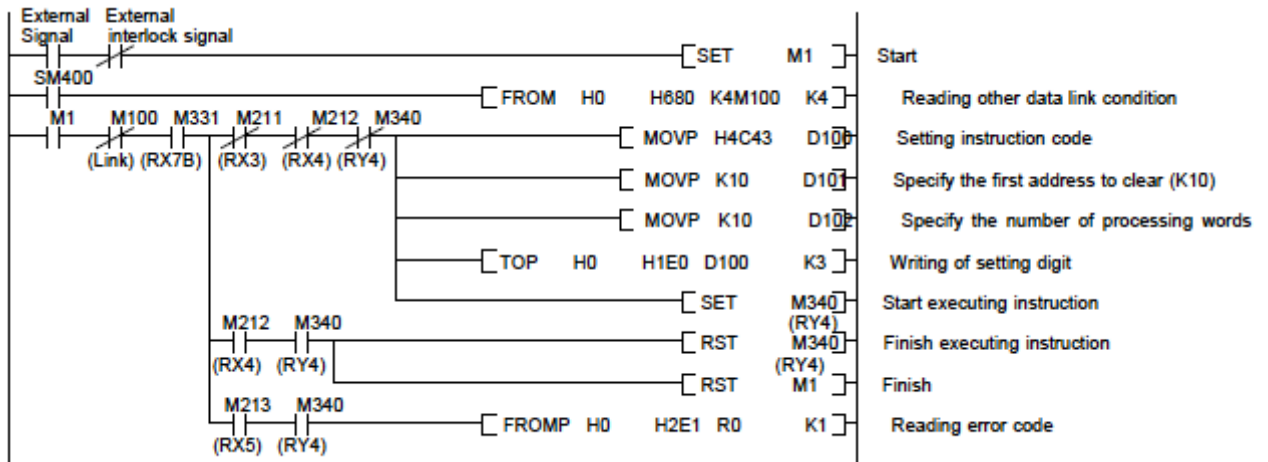 External External
Signal interlock signal
SET M1 Start
SM400
FROM H0 H680 K4M100 K4 Reading other data link condition
M1 M100 M331 M211 M212 M340
(Link) (RX7B) (RX3) (RX4) (RY4)
MOVP H4C43 D100 Setting instruction code
MOVP K10 D101 Specify the first address to clear (K10)
MOVP K10 D102 Specify the number of processing words
TOP H0 H1E0 D100 K3 Writing of setting digit
SET M340 Start executing instruction
(RY4)
M212 M340
RST M340 Finish executing instruction
(RX4) (RY4)
(RY4)
RST M1 Finish
M213 M340
FROMP H0 H2E1 R0 K1 Reading error code
(RX5) (RY4)